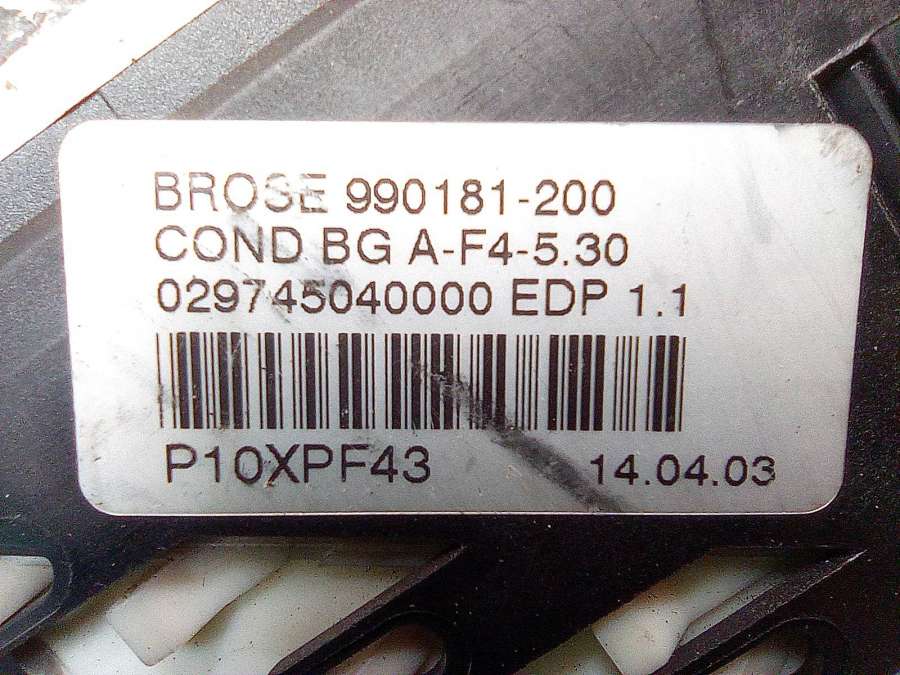 BROSE 990181-200
COND BG A-F4-5.30
029745040000 EDP 1.1
P10XPF43 14.04.03